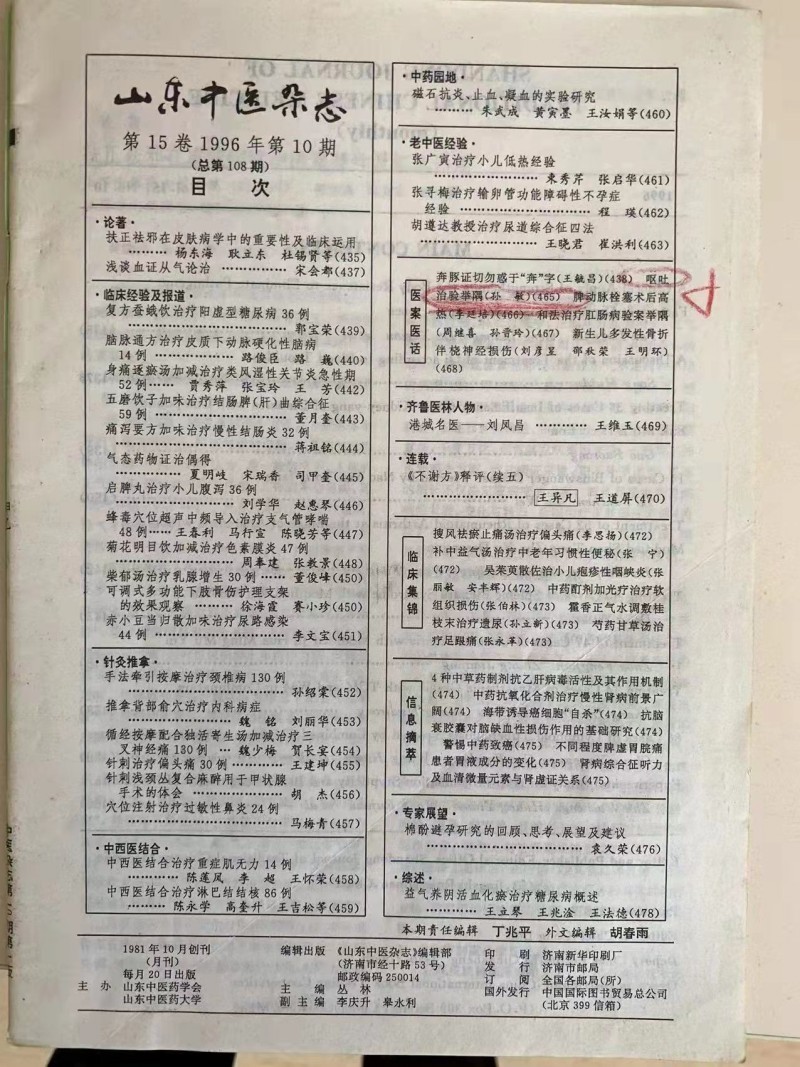 山东中医杂志
第15卷1996年第10期
(总第108期)
目 次
·论著·
扶正祛邪在皮肤病学中的重要性及临床运用
……… 杨东海 耿立东 杜锡贤等(435)
浅谈血证从气论治 ………… 宋会都(437)
·临床经验及报道·
复方蚕蛾饮治疗阳虚型糖尿病36例
……………………… 郭宝荣(439)
脑脉通方治疗皮质下动脉硬化性脑病
14例 ……………… 路俊臣 路 巍(440)
身痛逐瘀汤加减治疗类风湿性关节炎急性期
52例…… 贾秀萍 张宝玲 王 芳(442)
五磨饮子加味治疗结肠脾(肝)曲综合征
59例 ……………………… 董月奎(443)
痛泻要方加味治疗慢性结肠炎32例
……………………… 蒋祖铭(444)
气态药物证治偶得
……… 夏明岐 宋瑞香 司甲奎(445)
启脾丸治疗小儿腹泻36例
……………… 刘学华 赵惠琴(446)
蜂毒穴位超声中频导入治疗支气管哮喘
48例…… 王春利 马行宣 陈晓芳等(447)
菊花明目饮加减治疗色素膜炎47例
……………… 周奉建 张教景(448)
柴郁汤治疗乳腺增生30例 …… 董俊峰(450)
可调式多功能下肢骨伤护理支架
的效果观察 ……… 徐海霞 赛小珍(450)
赤小豆当归散加味治疗尿路感染
44例 ……………………… 李文宝(451)
·针灸推拿·
手法牵引按摩治疗颈椎病130例
……………………… 孙绍裳(452)
推拿背部俞穴治疗内科病症
……………… 魏 铭 刘丽华(453)
循经按摩配合独活寄生汤加减治疗三
叉神经痛180例 … 魏少梅 贺长宏(454)
针刺治疗偏头痛30例 ………… 王建坤(455)
针刺浅颈丛复合麻醉用于甲状腺
手术的体会 ……………… 胡 杰(456)
穴位注射治疗过敏性鼻炎24例
……………………… 马梅青(457)
·中西医结合·
中西医结合治疗重症肌无力14例
……… 陈莲凤 李 超 王怀荣(458)
中西医结合治疗淋巴结结核86例
……… 陈永学 高奎升 王吉松等(459)
·中药园地·
磁石抗炎、止血、凝血的实验研究
……… 朱武成 黄寅墨 王汝娟等(460)
·老中医经验·
张广寅治疗小儿低热经验
……………… 束秀芹 张启华(461)
张寻梅治疗输卵管功能障碍性不孕症
经验 ……………………… 程 瑛(462)
胡遵达教授治疗尿道综合征四法
……………… 王晓君 崔洪利(463)
医案医话
奔豚证切勿惑于“奔”字(王毓昌)(438) 呕吐
治验举隅(孙 敏)(465) 脾动脉栓塞术后高
热(李廷培)(466) 和法治疗肛肠病验案举隅
(周继喜 孙晋玲)(467) 新生儿多发性骨折
伴桡神经损伤(刘彦昱 邵秋荣 王明环)
(468)
·齐鲁医林人物·
港城名医——刘凤昌 ………… 王维玉(469)
·连载·
《不谢方》释评(续五)
……………… 王异凡 王道屏(470)
临床集锦
搜风祛瘀止痛汤治疗偏头痛(李思扬)(472)
补中益气汤治疗中老年习惯性便秘(张 宁)
(472) 吴茱萸散佐治小儿疱疹性咽峡炎(张
丽敏 安丰辉)(472) 中药酊剂加光疗治疗软
组织损伤(张伯林)(473) 霍香正气水调敷桂
枝末治疗遗尿(孙立新)(473) 芍药甘草汤治
疗足跟痛(张永革)(473)
信息摘萃
4种中草药制剂抗乙肝病毒活性及其作用机制
(474) 中药抗氧化合剂治疗慢性肾病前景广
阔(474) 海带诱导癌细胞“自杀”(474) 抗脑
衰胶囊对脑缺血性损伤作用的基础研究(474)
警惕中药致癌(475) 不同程度脾虚胃脘痛
患者胃液成分的变化(475) 肾病综合征听力
及血清微量元素与肾虚证关系(475)
·专家展望·
棉酚避孕研究的回顾、思考、展望及建议
……………………… 袁久荣(476)
·综述·
益气养阴活血化瘀治疗糖尿病概述
……… 王立琴 王兆淦 王法德(478)
本期责任编辑 丁兆平 外文编辑 胡春雨
1981年10月创刊
(月刊)
每月20日出版
主 办 山东中医药学会
山东中医药大学
编辑出版 《山东中医杂志》编辑部
(济南市经十路53号)
邮政编码 250014
主 编 丛 林
副主编 李庆升 皋永利
印 刷 济南新华印刷厂
发 行 济南市邮局
订 阅 全国各邮局(所)
国外发行 中国国际图书贸易总公司
(北京399信箱)